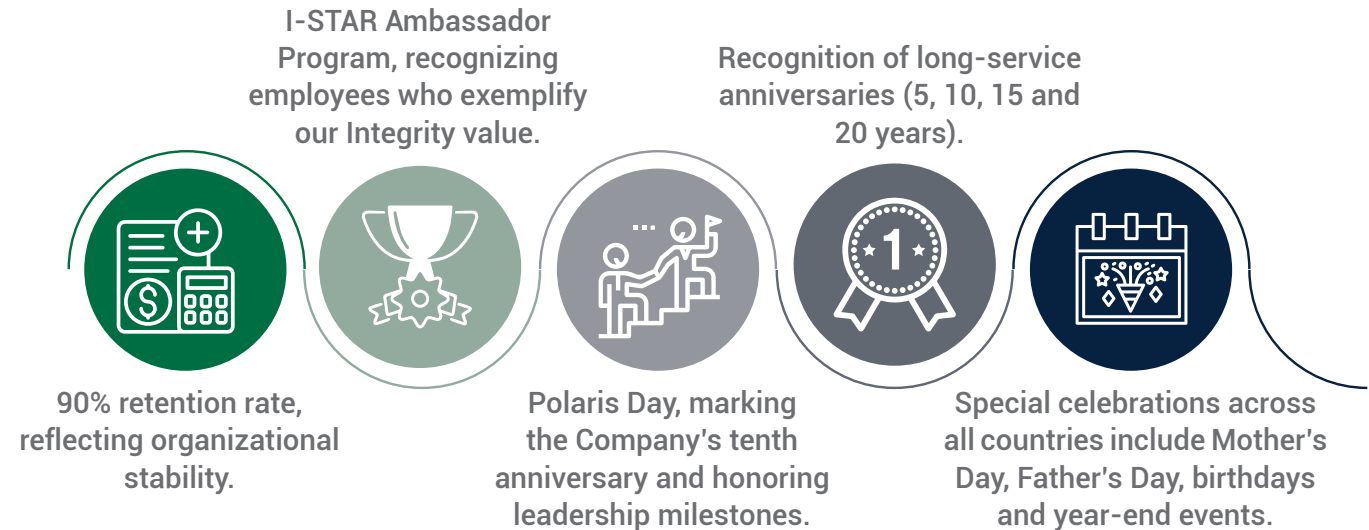 I-STAR Ambassador
Program, recognizing
employees who exemplify
our Integrity value.
Recognition of long-service
anniversaries (5, 10, 15 and
20 years).
$
1
90% retention rate,
reflecting organizational
stability.
Polaris Day, marking
the Company's tenth
anniversary and honoring
leadership milestones.
Special celebrations across
all countries include Mother's
Day, Father's Day, birthdays
and year-end events.